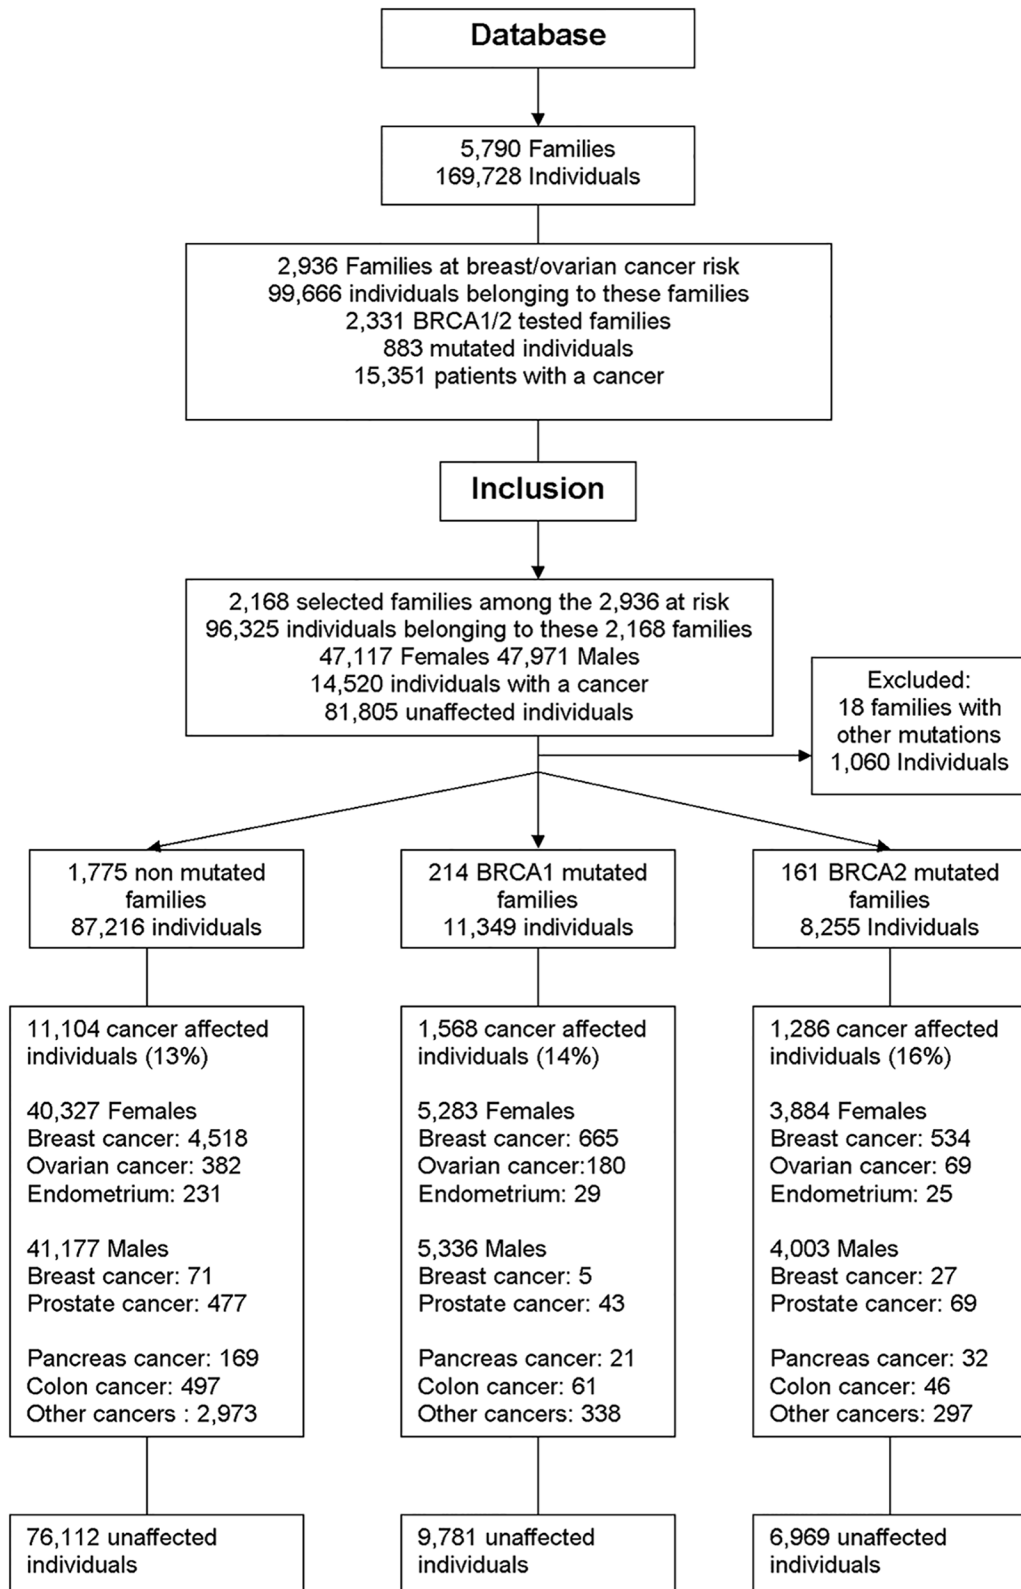 Database
5,790 Families
169,728 Individuals
2,936 Families at breast/ovarian cancer risk
99,666 individuals belonging to these families
2,331 BRCA1/2 tested families
883 mutated individuals
15,351 patients with a cancer
Inclusion
2,168 selected families among the 2,936 at risk
96,325 individuals belonging to these 2,168 families
47,117 Females 47,971 Males
14,520 individuals with a cancer
81,805 unaffected individuals
Excluded:
18 families with
other mutations
1,060 Individuals
1,775 non mutated
families
87,216 individuals
214 BRCA1 mutated
families
11,349 individuals
161 BRCA2 mutated
families
8,255 Individuals
11,104 cancer affected
individuals (13%)
40,327 Females
Breast cancer: 4,518
Ovarian cancer: 382
Endometrium: 231
41,177 Males
Breast cancer: 71
Prostate cancer: 477
Pancreas cancer: 169
Colon cancer: 497
Other cancers : 2,973
1,568 cancer affected
individuals (14%)
5,283 Females
Breast cancer: 665
Ovarian cancer:180
Endometrium: 29
5,336 Males
Breast cancer: 5
Prostate cancer: 43
Pancreas cancer: 21
Colon cancer: 61
Other cancers: 338
1,286 cancer affected
individuals (16%)
3,884 Females
Breast cancer: 534
Ovarian cancer: 69
Endometrium: 25
4,003 Males
Breast cancer: 27
Prostate cancer: 69
Pancreas cancer: 32
Colon cancer: 46
Other cancers: 297
76,112 unaffected
individuals
9,781 unaffected
individuals
6,969 unaffected
individuals